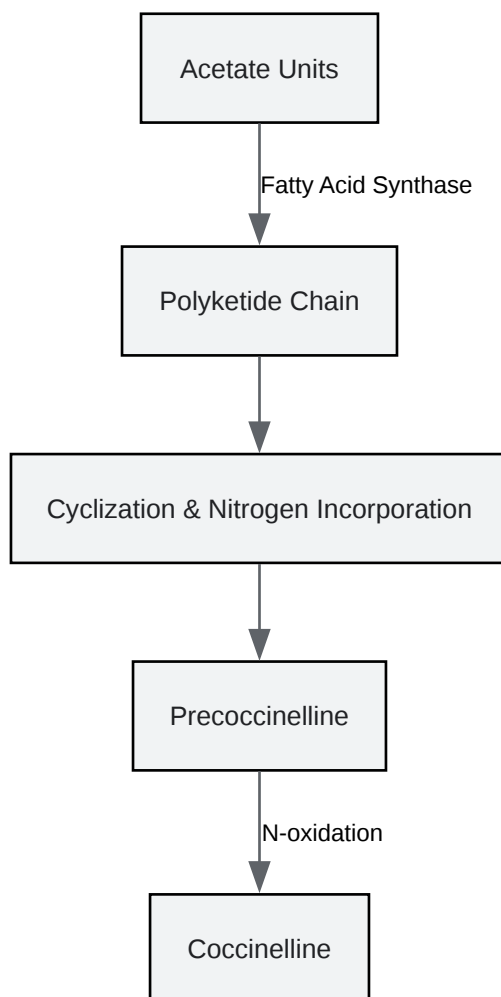 Acetate Units
Fatty Acid Synthase
Polyketide Chain
Cyclization & Nitrogen Incorporation
Precoccinelline
N-oxidation
Coccinelline